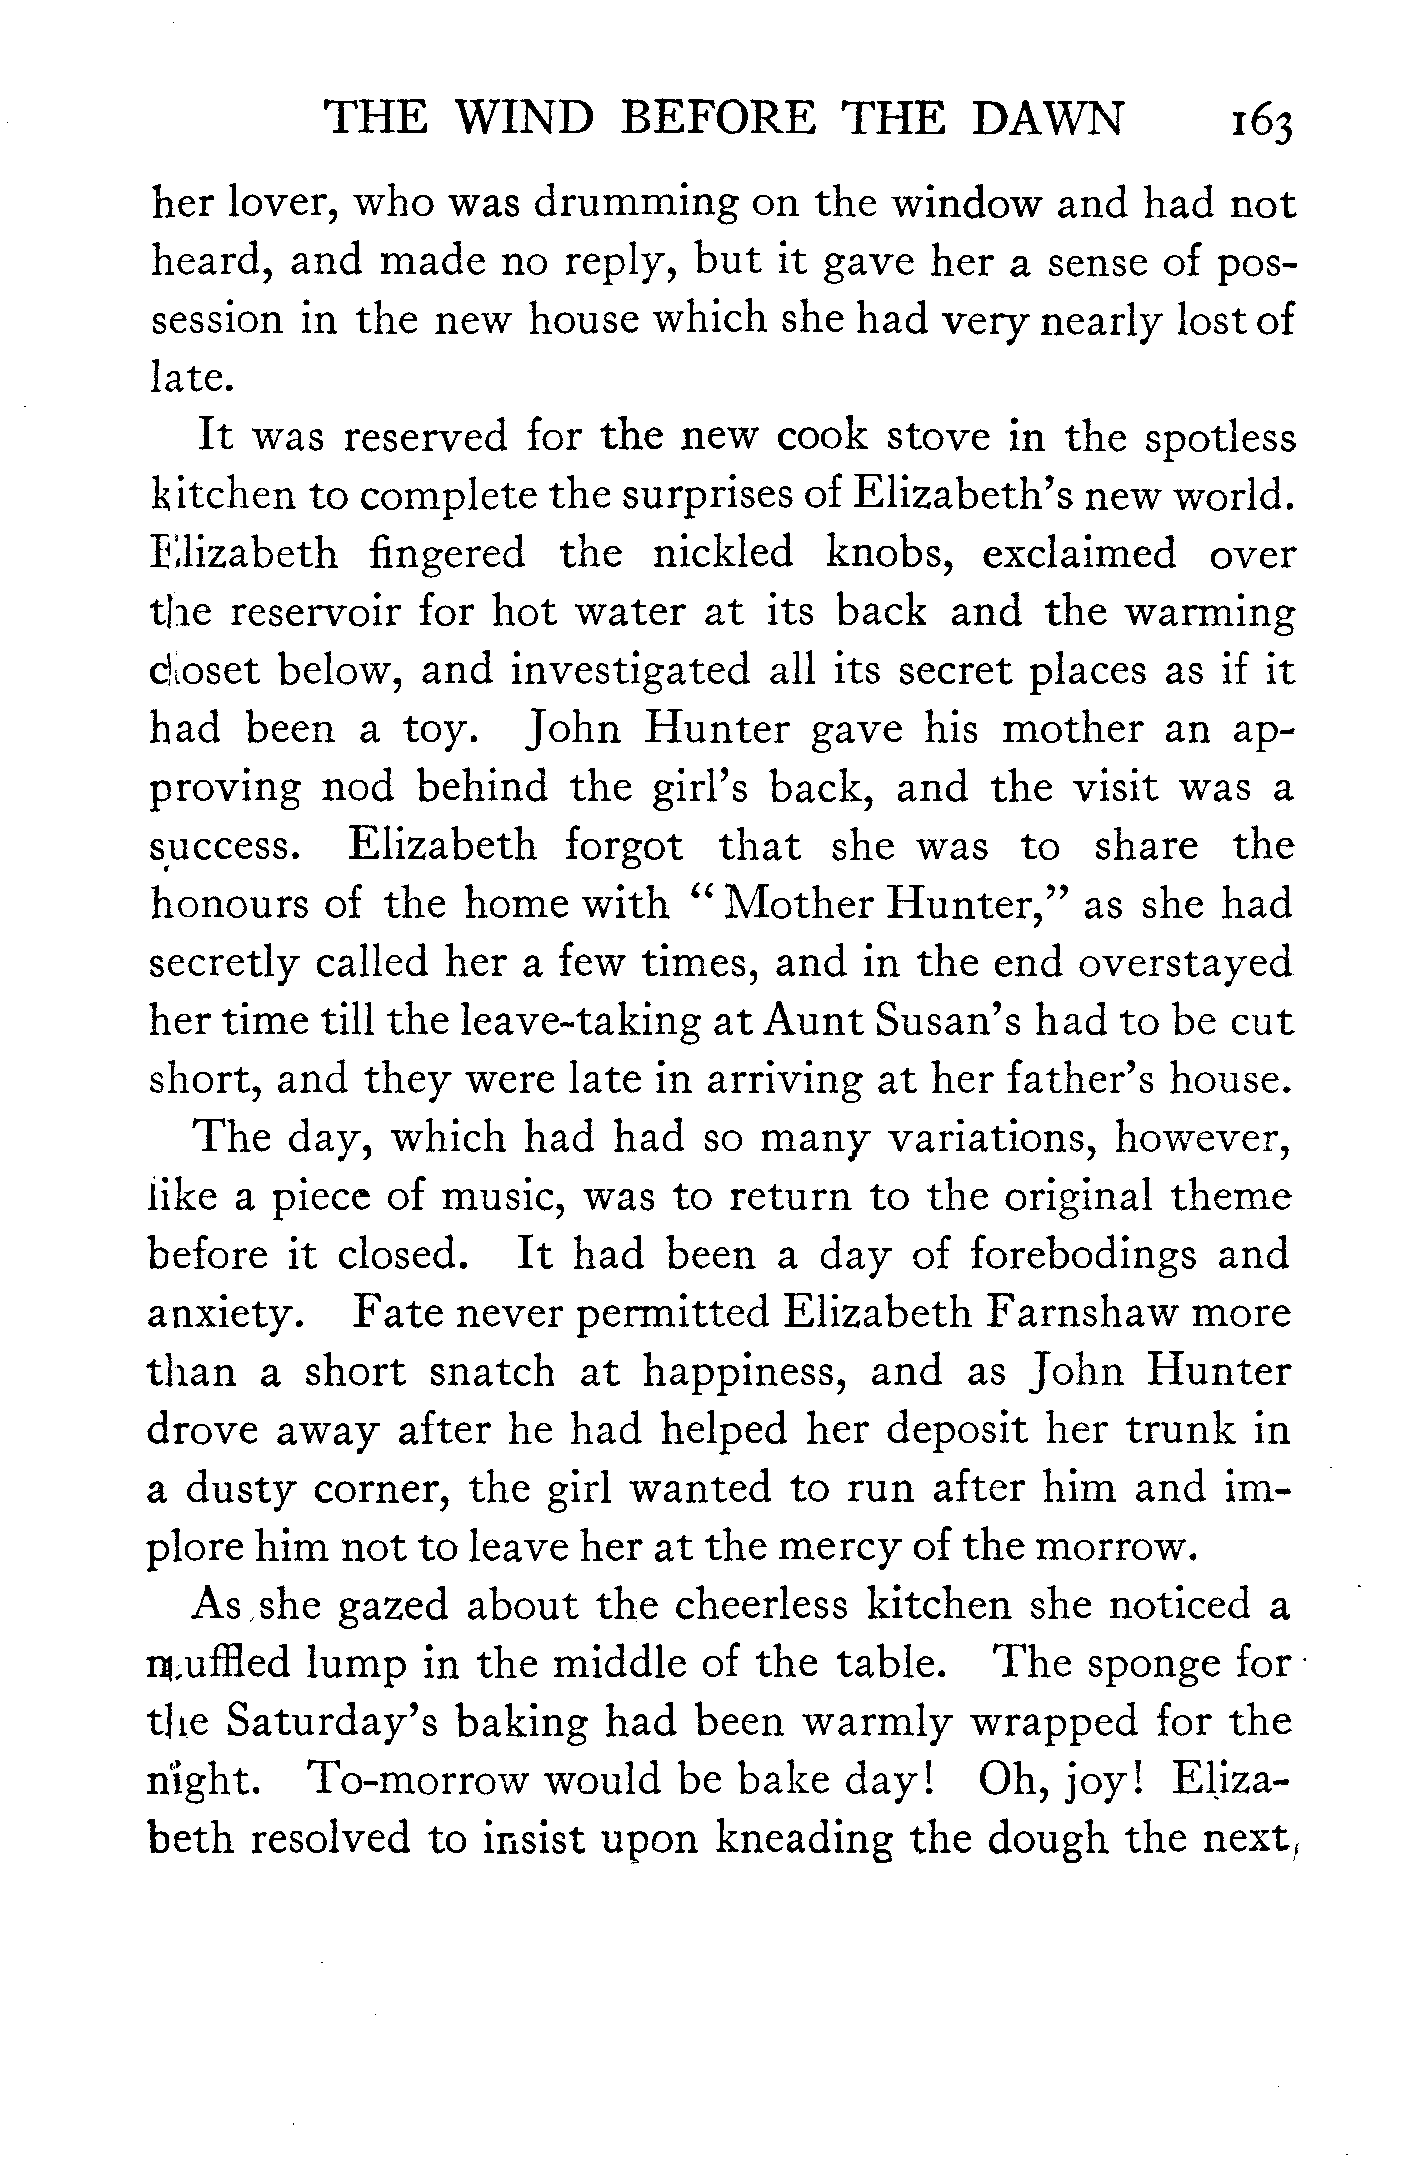 THE WIND BEFORE THE DAWN 163
her lover, who was drumming on the window and had not
heard, and made no reply, but it gave her a sense of pos-
session in the new house which she had very nearly lost of
late.
It was reserved for the new cook stove in the spotless
kitchen to complete the surprises of Elizabeth's new world.
Elizabeth fingered the nickled knobs, exclaimed over
the reservoir for hot water at its back and the warming
closet below, and investigated all its secret places as if it
had been a toy. John Hunter gave his mother an ap-
proving nod behind the girl's back, and the visit was a
success. Elizabeth forgot that she was to share the
honours of the home with "Mother Hunter," as she had
secretly called her a few times, and in the end overstayed
her time till the leave-taking at Aunt Susan's had to be cut
short, and they were late in arriving at her father's house.
The day, which had had so many variations, however,
like a piece of music, was to return to the original theme
before it closed. It had been a day of forebodings and
anxiety. Fate never permitted Elizabeth Farnshaw more
than a short snatch at happiness, and as John Hunter
drove away after he had helped her deposit her trunk in
a dusty corner, the girl wanted to run after him and im-
plore him not to leave her at the mercy of the morrow.
As she gazed about the cheerless kitchen she noticed a
muffled lump in the middle of the table. The sponge for
the Saturday's baking had been warmly wrapped for the
night. To-morrow would be bake day! Oh, joy! Eliza-
beth resolved to insist upon kneading the dough the next,